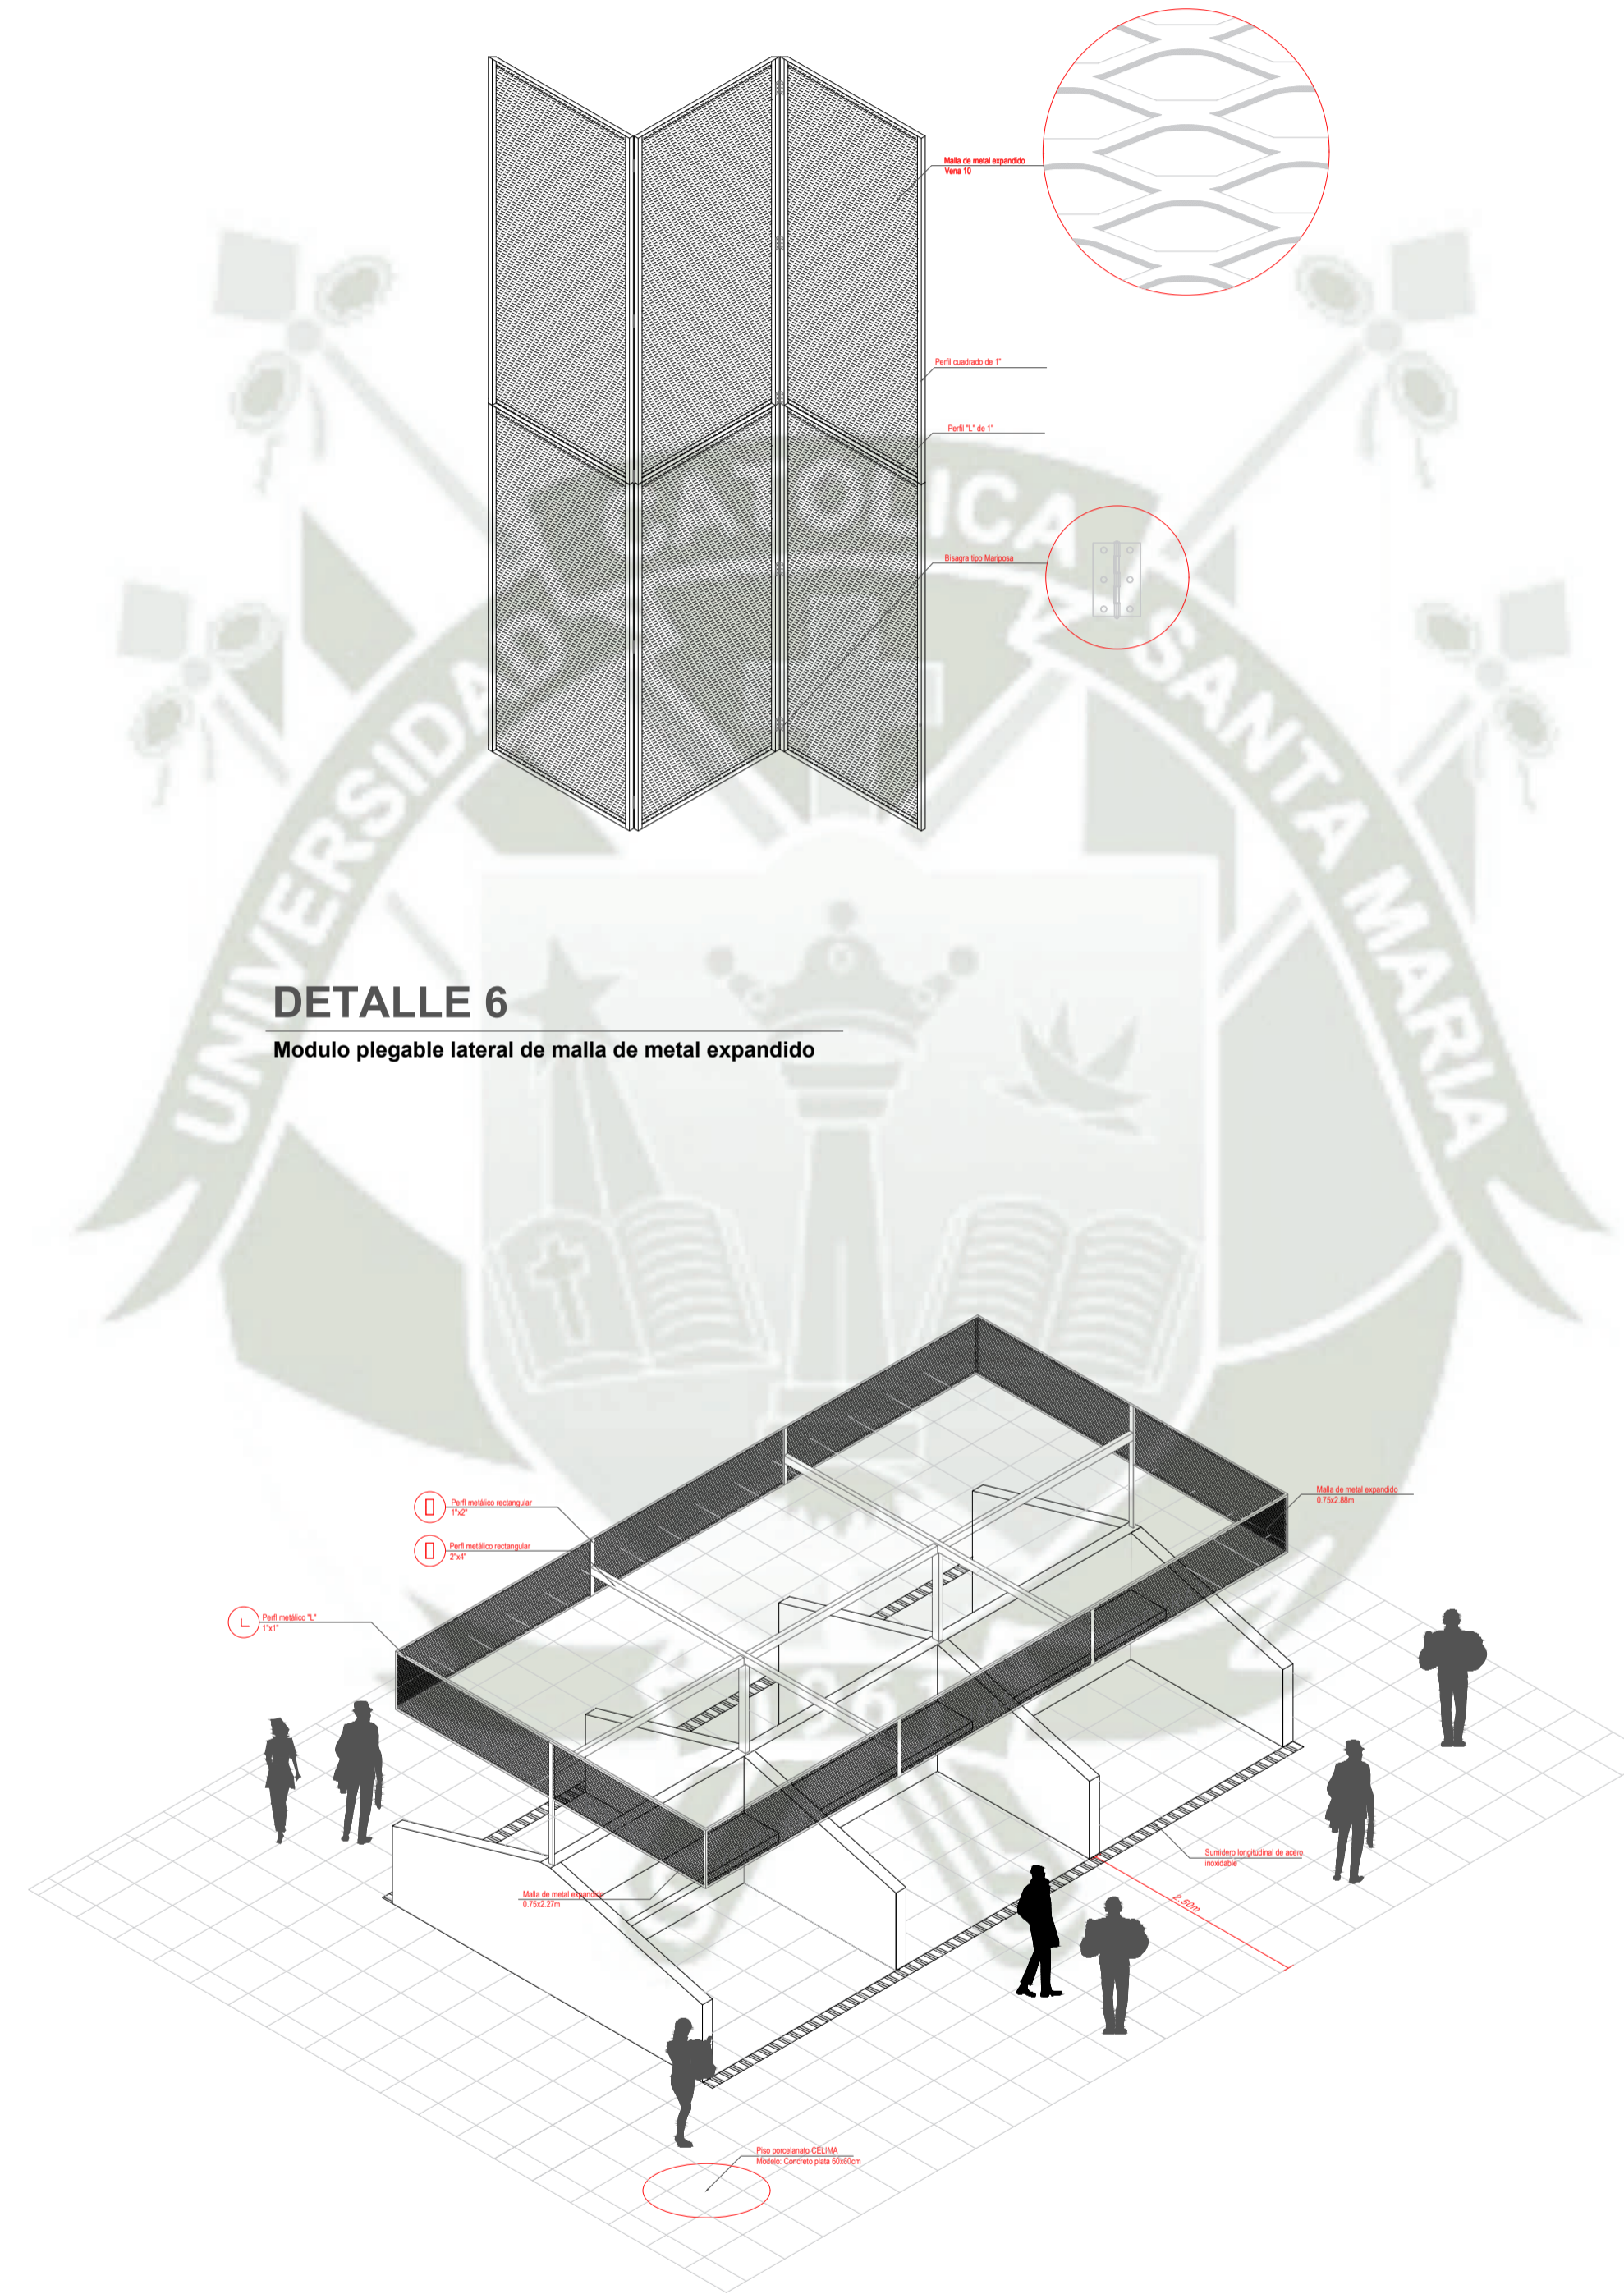 Malla de metal expandido
Vena 10
Perfil cuadrado de 1"
Perfil "L" de 1"
Bisagra tipo Mariposa
UNIVERSIDAD CATOLICA SANTA MARIA
DETALLE 6
Modulo plegable lateral de malla de metal expandido
Malla de metal expandido
0.75x2.88m
Perfl metálico rectangular
1"x2"
Perfl metálico rectangular
2"x4"
Perfl metálico "L"
1"x1"
Malla de metal expandido
0.75x2.27m
Sumidero longitudinal de acero
inoxidable
2.50m
Piso porcelanato CELIMA
Modelo: Concreto plata 60x60cm